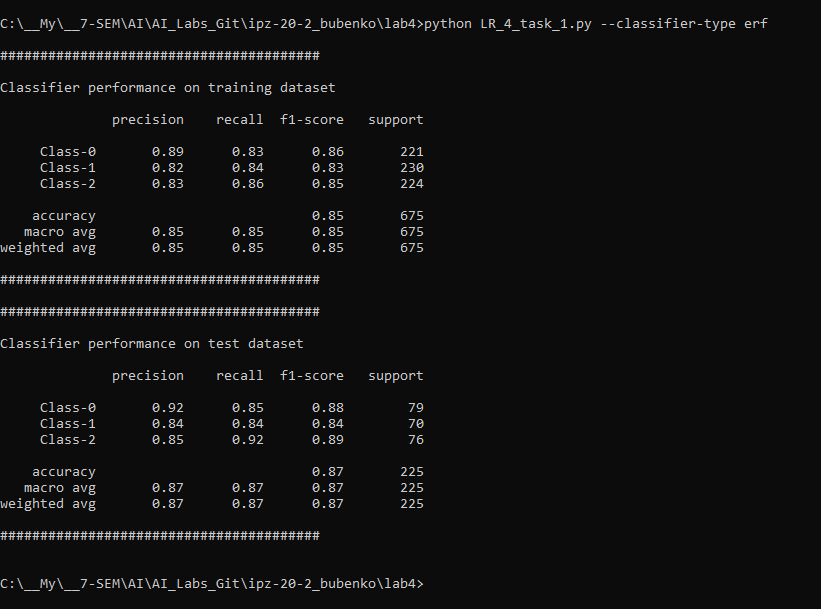 C:\__My\__7-SEM\AI\AI_Labs_Git\ipz-20-2_bubenko\lab4>python LR_4_task_1.py --classifier-type erf
########################################
Classifier performance on training dataset
precision recall f1-score support
Class-0 0.89 0.83 0.86 221
Class-1 0.82 0.84 0.83 230
Class-2 0.83 0.86 0.85 224
accuracy 0.85 675
macro avg 0.85 0.85 0.85 675
weighted avg 0.85 0.85 0.85 675
########################################
########################################
Classifier performance on test dataset
precision recall f1-score support
Class-0 0.92 0.85 0.88 79
Class-1 0.84 0.84 0.84 70
Class-2 0.85 0.92 0.89 76
accuracy 0.87 225
macro avg 0.87 0.87 0.87 225
weighted avg 0.87 0.87 0.87 225
########################################
C:\__My\__7-SEM\AI\AI_Labs_Git\ipz-20-2_bubenko\lab4>